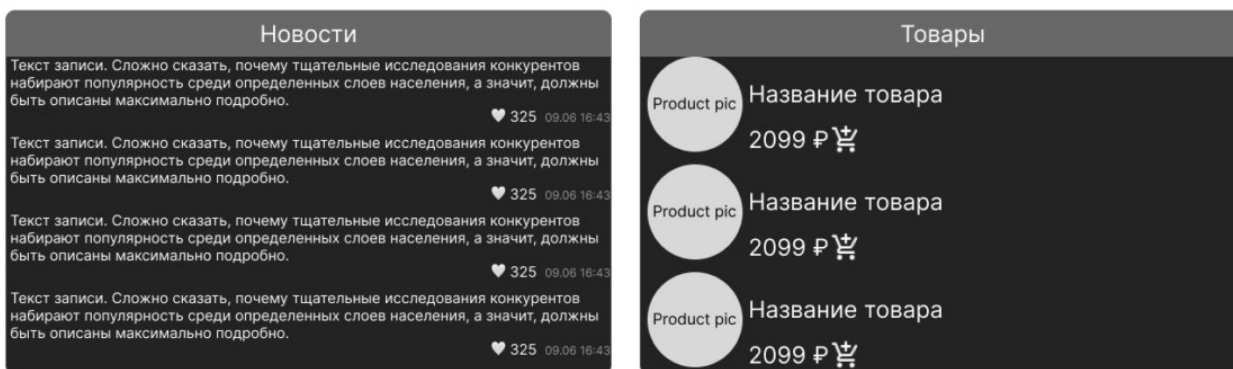 Новости
Текст записи. Сложно сказать, почему тщательные исследования конкурентов
набирают популярность среди определенных слоев населения, а значит, должны
быть описаны максимально подробно.
325 09.06 16:43
Текст записи. Сложно сказать, почему тщательные исследования конкурентов
набирают популярность среди определенных слоев населения, а значит, должны
быть описаны максимально подробно.
325 09.06 16:43
Текст записи. Сложно сказать, почему тщательные исследования конкурентов
набирают популярность среди определенных слоев населения, а значит, должны
быть описаны максимально подробно.
325 09.06 16:43
Текст записи. Сложно сказать, почему тщательные исследования конкурентов
набирают популярность среди определенных слоев населения, а значит, должны
быть описаны максимально подробно.
325 09.06 16:43
Товары
Product pic
Название товара
2099 ₽
Product pic
Название товара
2099 ₽
Product pic
Название товара
2099 ₽